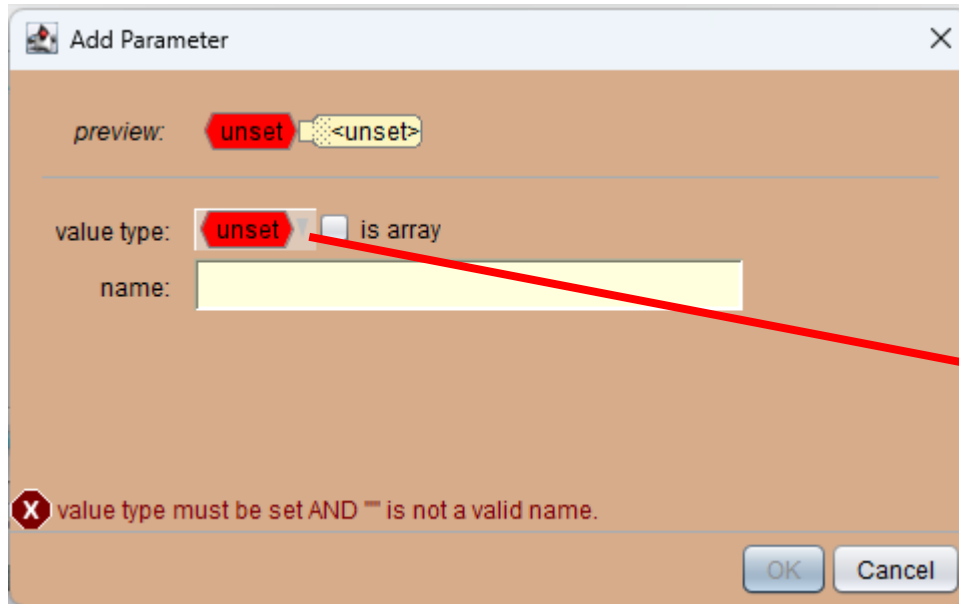 Add Parameter
preview: unset <unset>
value type: unset is array
name:
X value type must be set AND "" is not a valid name.
OK Cancel